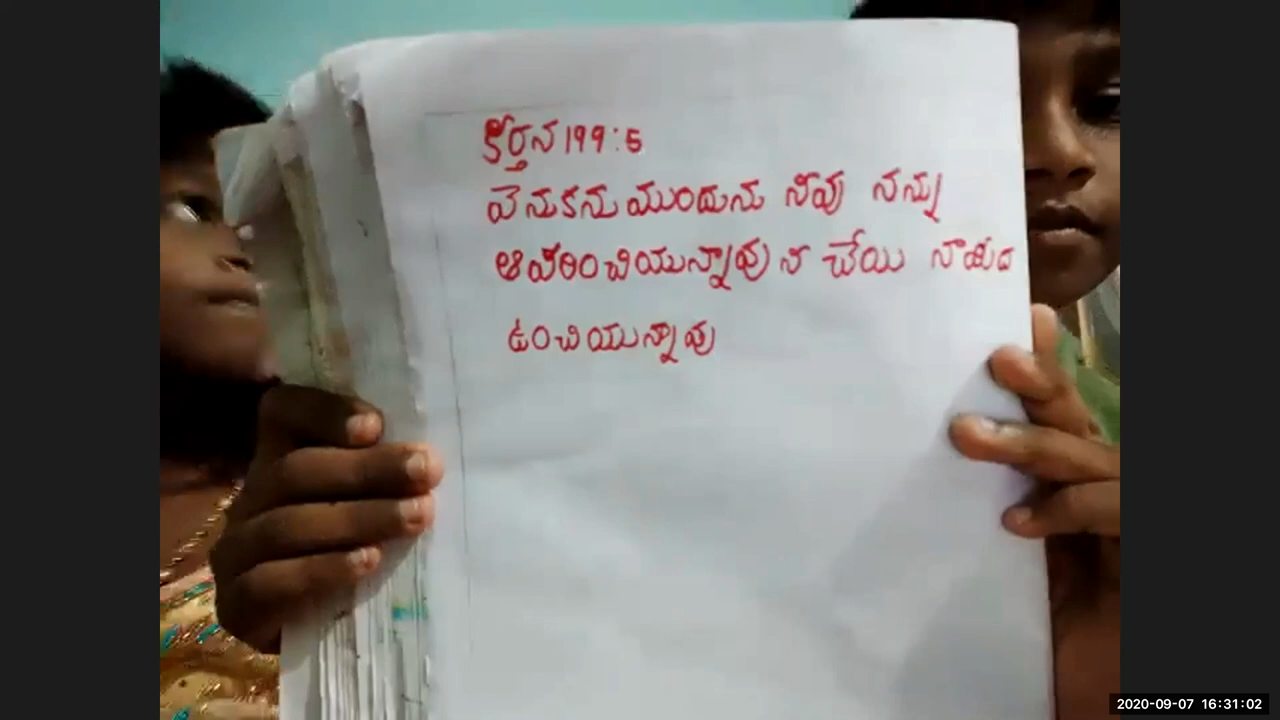 కీర్తన 199:5
వెనుకను ముందును నీవు నన్ను
ఆవరించియున్నావు నీ చేయి నామీద
ఉంచియున్నావు
2020-09-07 16:31:02